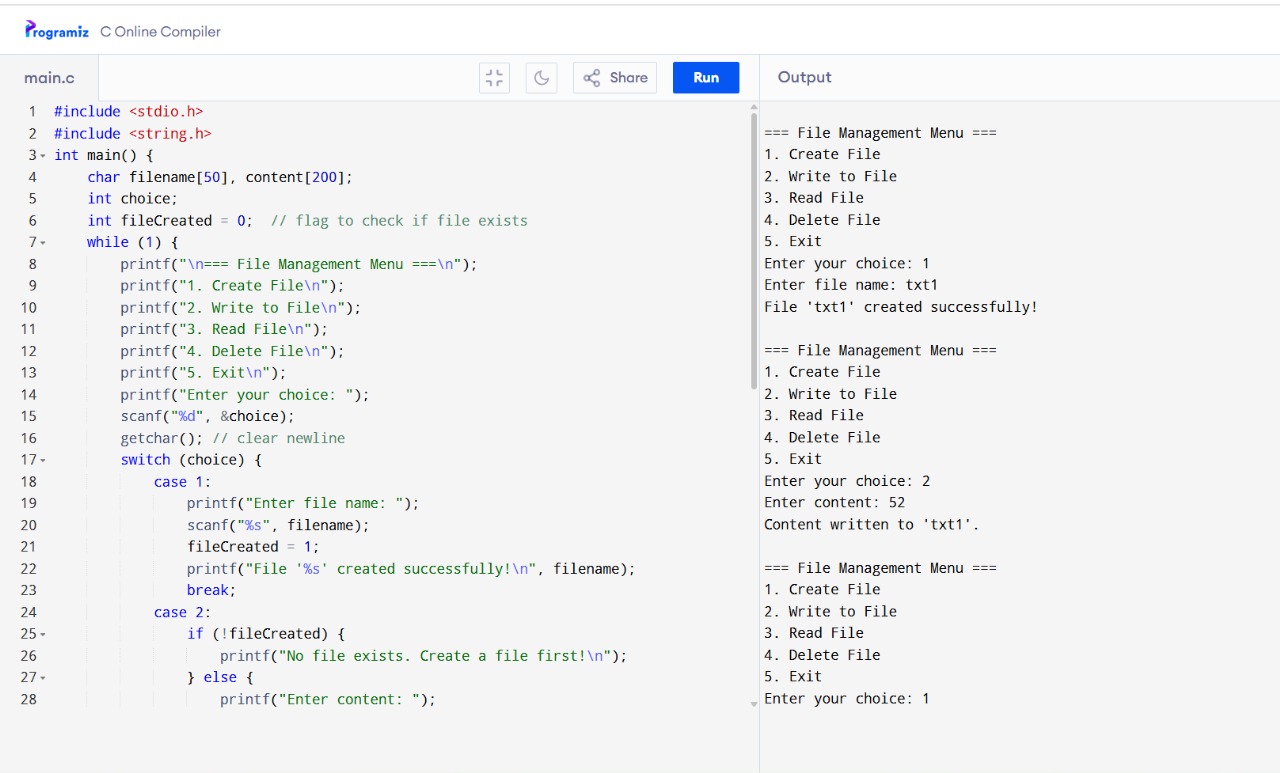 Programiz C Online Compiler
main.c
Share
Run
Output
1 #include <stdio.h>
2 #include <string.h>
3 int main() {
4     char filename[50], content[200];
5     int choice;
6     int fileCreated = 0;  // flag to check if file exists
7     while (1) {
8         printf("\n=== File Management Menu ===\n");
9         printf("1. Create File\n");
10         printf("2. Write to File\n");
11         printf("3. Read File\n");
12         printf("4. Delete File\n");
13         printf("5. Exit\n");
14         printf("Enter your choice: ");
15         scanf("%d", &choice);
16         getchar(); // clear newline
17         switch (choice) {
18             case 1:
19                 printf("Enter file name: ");
20                 scanf("%s", filename);
21                 fileCreated = 1;
22                 printf("File '%s' created successfully!\n", filename);
23                 break;
24             case 2:
25                 if (!fileCreated) {
26                     printf("No file exists. Create a file first!\n");
27                 } else {
28                     printf("Enter content: ");
=== File Management Menu ===
1. Create File
2. Write to File
3. Read File
4. Delete File
5. Exit
Enter your choice: 1
Enter file name: txt1
File 'txt1' created successfully!
=== File Management Menu ===
1. Create File
2. Write to File
3. Read File
4. Delete File
5. Exit
Enter your choice: 2
Enter content: 52
Content written to 'txt1'.
=== File Management Menu ===
1. Create File
2. Write to File
3. Read File
4. Delete File
5. Exit
Enter your choice: 1